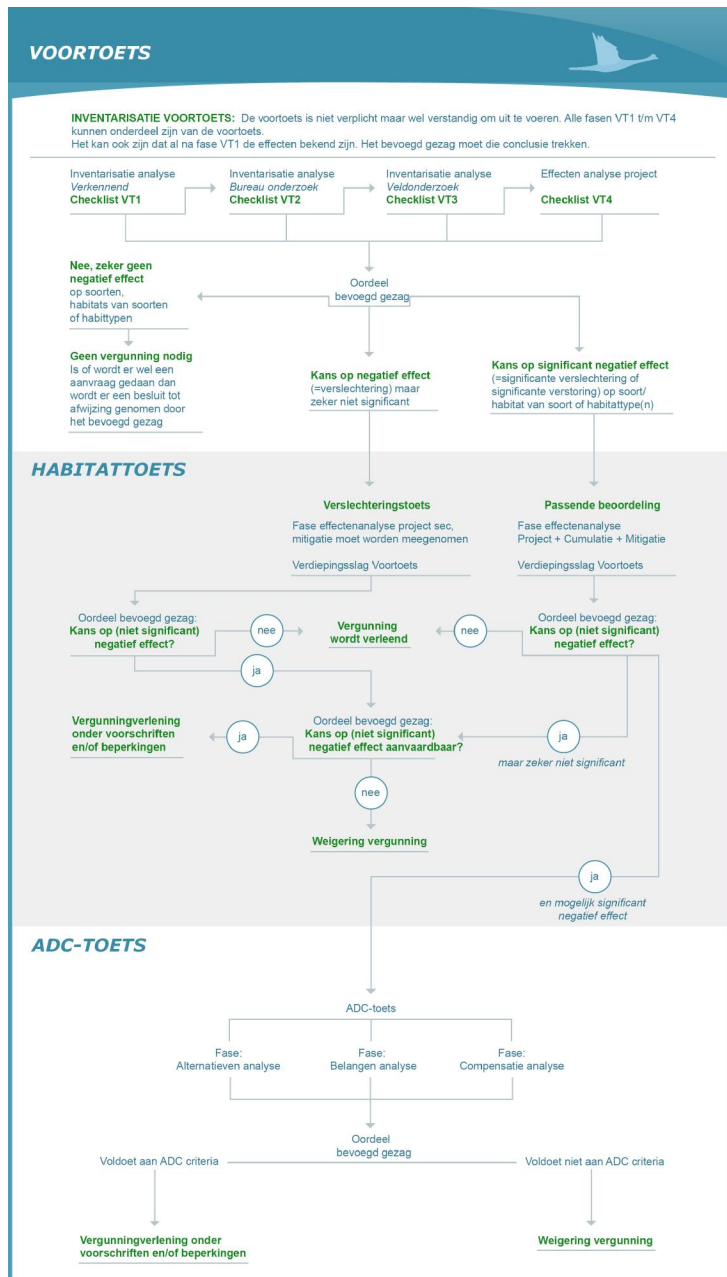 VOORTOETS
INVENTARISATIE VOORTOETS: De voortoets is niet verplicht maar wel verstandig om uit te voeren. Alle fasen VT1 t/m VT4
kunnen onderdeel zijn van de voortoets.
Het kan ook zijn dat al na fase VT1 de effecten bekend zijn. Het bevoegd gezag moet die conclusie trekken.
Inventarisatie analyse
Verkennend
Checklist VT1
Inventarisatie analyse
Bureau onderzoek
Checklist VT2
Inventarisatie analyse
Veldonderzoek
Checklist VT3
Effecten analyse project
Checklist VT4
Oordeel
bevoegd gezag
Nee, zeker geen
negatief effect
op soorten,
habitats van soorten
of habittypen
Geen vergunning nodig
Is of wordt er wel een
aanvraag gedaan dan
wordt er een besluit tot
afwijzing genomen door
het bevoegd gezag
Kans op negatief effect
(=verslechtering) maar
zeker niet significant
Kans op significant negatief effect
(=significante verslechtering of
significante verstoring) op soort/
habitat van soort of habitattype(n)
HABITATTOETS
Verslechteringstoets
Fase effectenanalyse project sec,
mitigatie moet worden meegenomen
Verdiepingsslag Voortoets
Passende beoordeling
Fase effectenanalyse
Project + Cumulatie + Mitigatie
Verdiepingsslag Voortoets
Oordeel bevoegd gezag:
Kans op (niet significant)
negatief effect?
nee
Vergunning
wordt verleend
nee
Oordeel bevoegd gezag:
Kans op (niet significant)
negatief effect?
ja
Vergunningverlening
onder voorschriften
en/of beperkingen
ja
Oordeel bevoegd gezag:
Kans op (niet significant)
negatief effect aanvaardbaar?
ja
maar zeker niet significant
nee
Weigering vergunning
ja
en mogelijk significant
negatief effect
ADC-TOETS
ADC-toets
Fase:
Alternatieven analyse
Fase:
Belangen analyse
Fase:
Compensatie analyse
Oordeel
bevoegd gezag
Voldoet aan ADC criteria
Voldoet niet aan ADC criteria
Vergunningverlening onder
voorschriften en/of beperkingen
Weigering vergunning